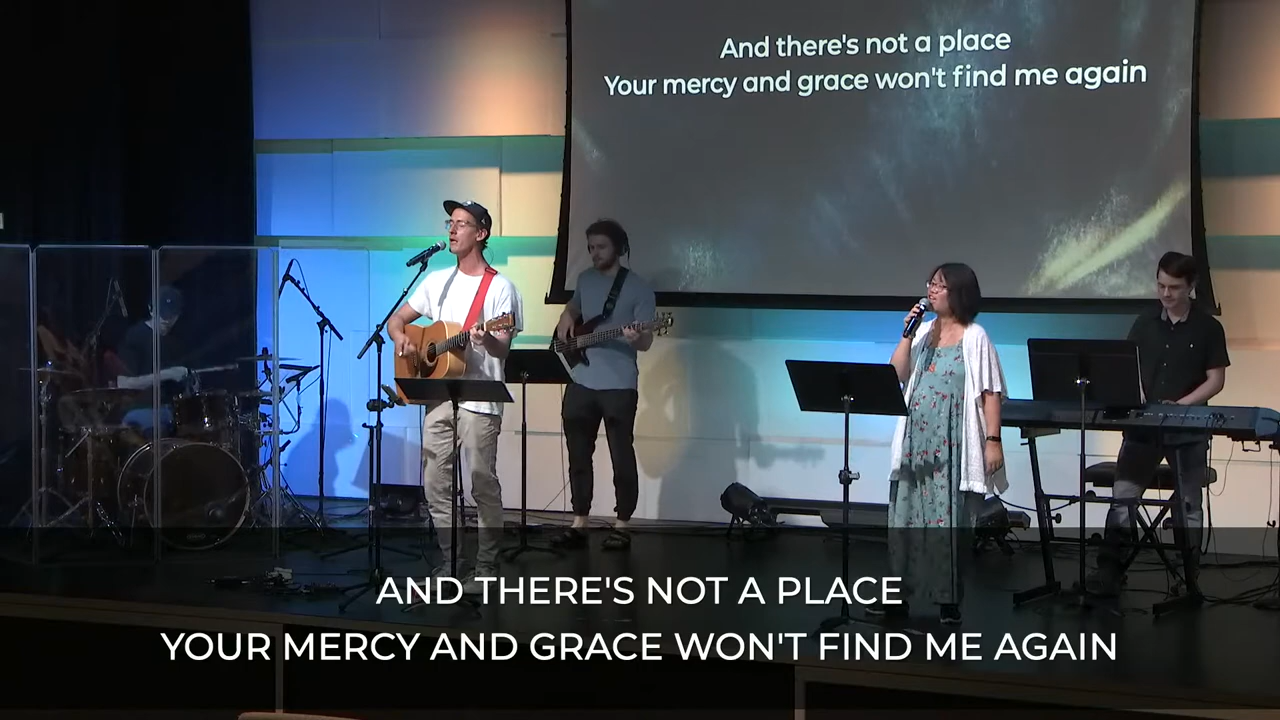 And there's not a place
Your mercy and grace won't find me again
AND THERE'S NOT A PLACE
YOUR MERCY AND GRACE WON'T FIND ME AGAIN